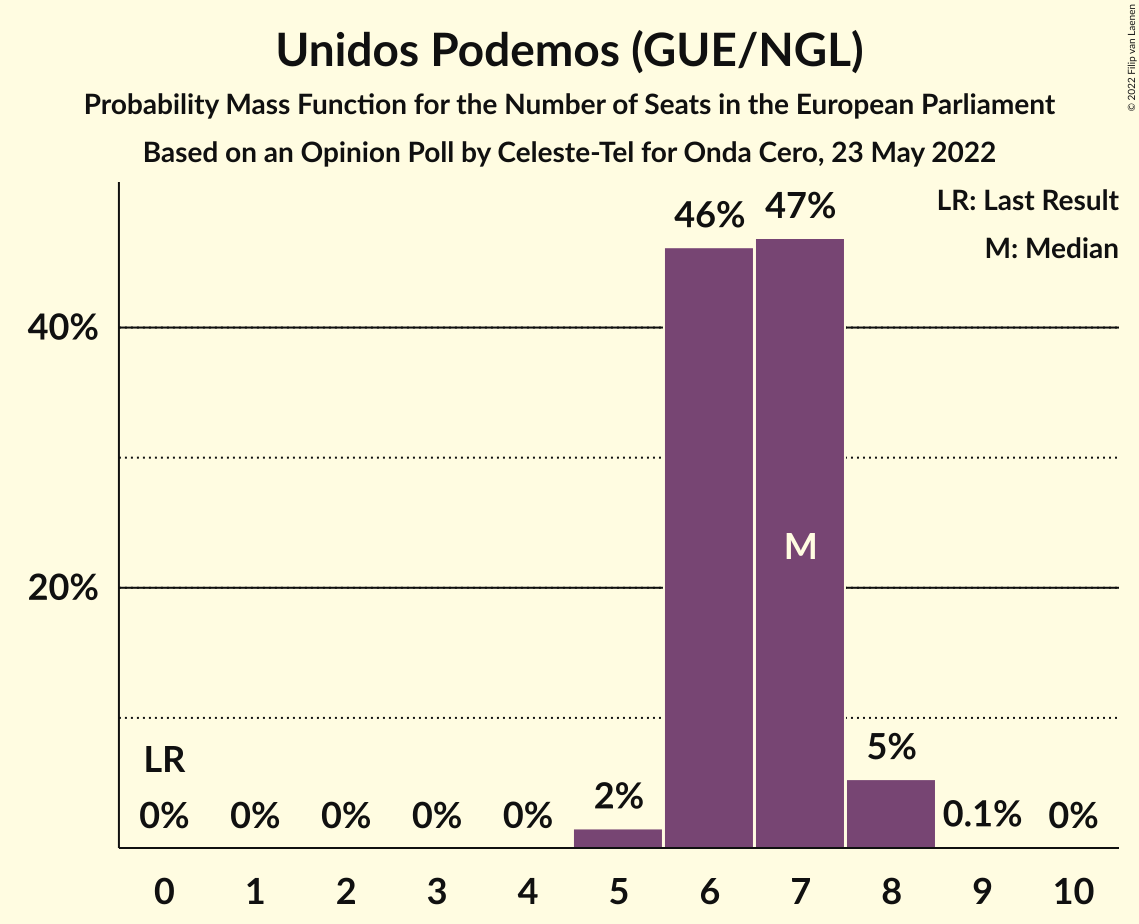 Unidos Podemos (GUE/NGL)
Probability Mass Function for the Number of Seats in the European Parliament
Based on an Opinion Poll by Celeste-Tel for Onda Cero, 23 May 2022
© 2022 Filip van Laenen
LR: Last Result
M: Median
46% 47%
40%
M
20%
LR
0% 0% 0% 0% 0% 2% 5% 0.1% 0%
0 1 2 3 4 5 6 7 8 9 10